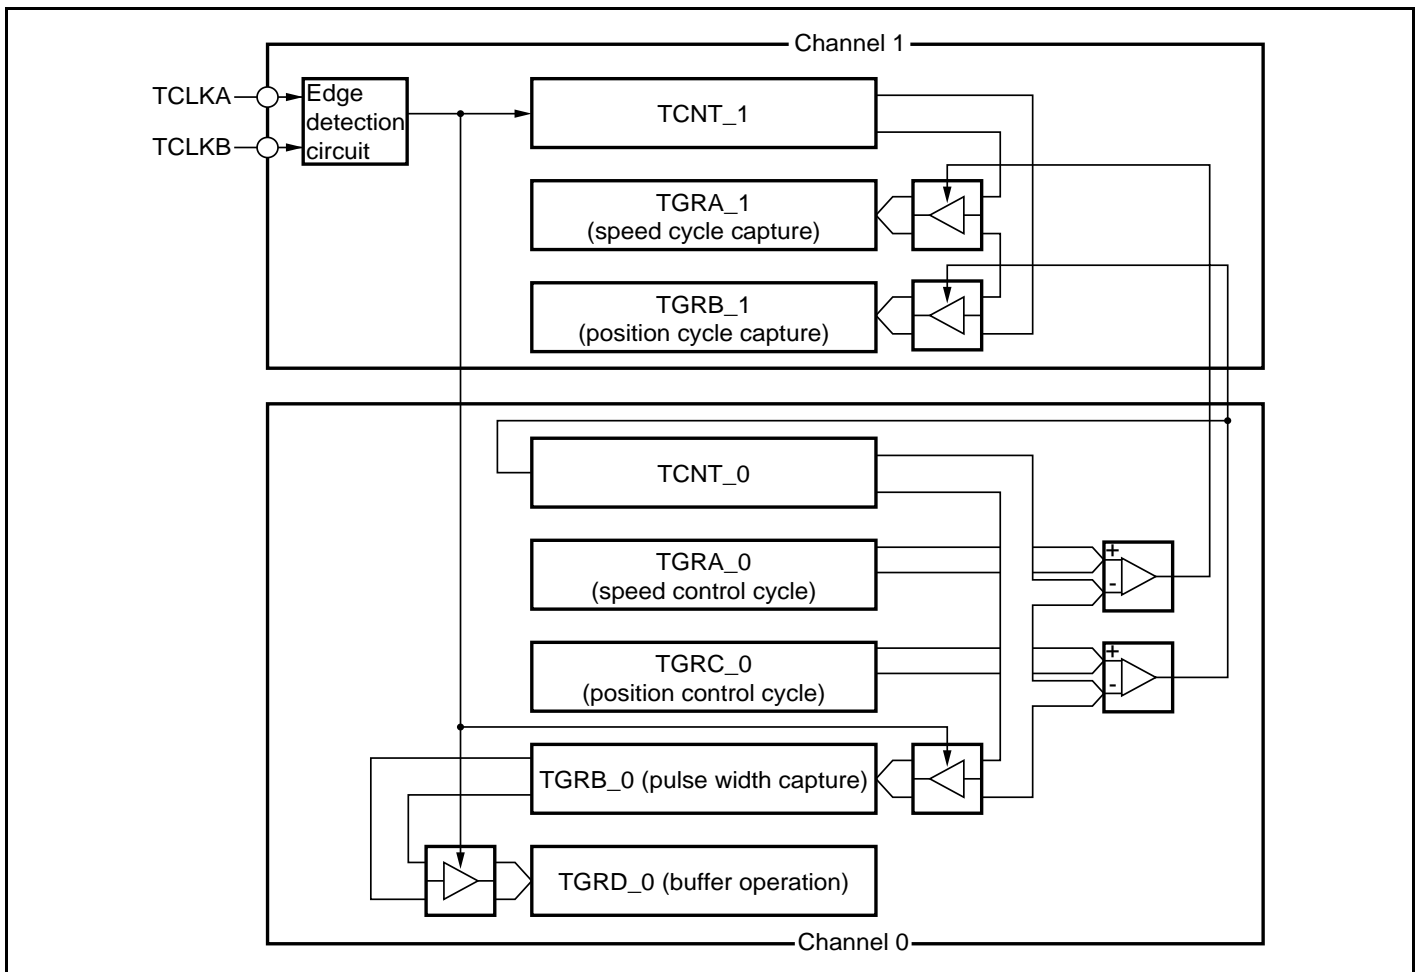 Channel 1
TCLKA
TCLKB
Edge
detection
circuit
TCNT_1
TGRA_1
(speed cycle capture)
TGRB_1
(position cycle capture)
TCNT_0
TGRA_0
(speed control cycle)
+
-
TGRC_0
(position control cycle)
+
-
TGRB_0 (pulse width capture)
TGRD_0 (buffer operation)
Channel 0